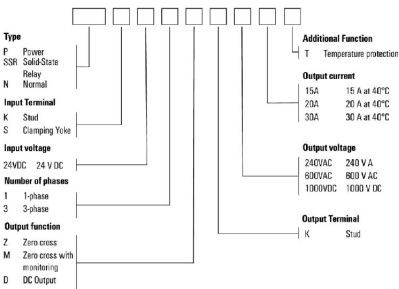 Type
P Power
SSR Solid-State
Relay
N Normal
Input Terminal
K Stud
S Clamping Yoke
Input voltage
24VDC 24 V DC
Number of phases
1 1-phase
3 3-phase
Output function
Z Zero cross
M Zero cross with
monitoring
D DC Output
Additional Function
T Temperature protection
Output current
15A 15 A at 40°C
20A 20 A at 40°C
30A 30 A at 40°C
Output voltage
240VAC 240 V A
600VAC 600 V AC
1000VDC 1000 V DC
Output Terminal
K Stud